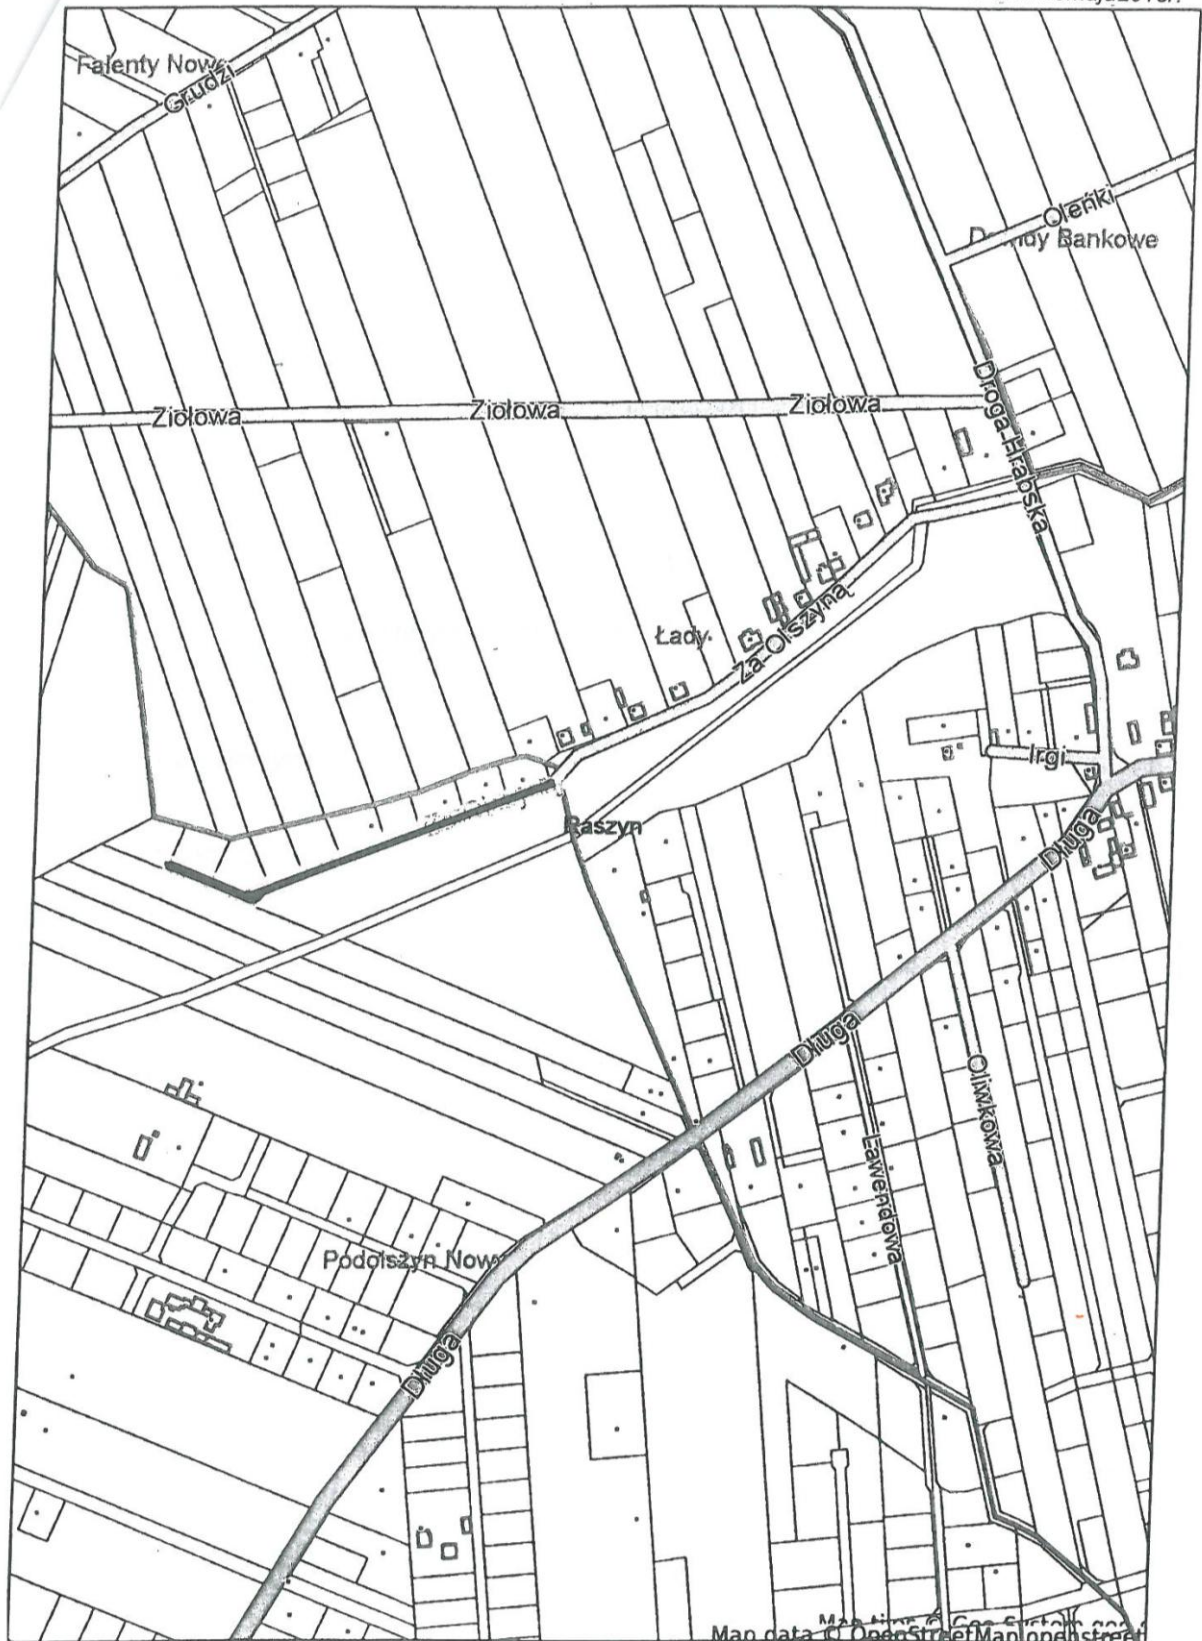 Falenty Nowe
Grudzi
Oleńki
Bankowe
Droga Hrabska
Ziołowa
Ziołowa
Ziołowa
Za Olszyną
Łady
Irgi
Raszyn
Długa
Długa
Oliwkowa
Lawendowa
Podolszyn Nowy
Długa
Map data © OpenStreetMap